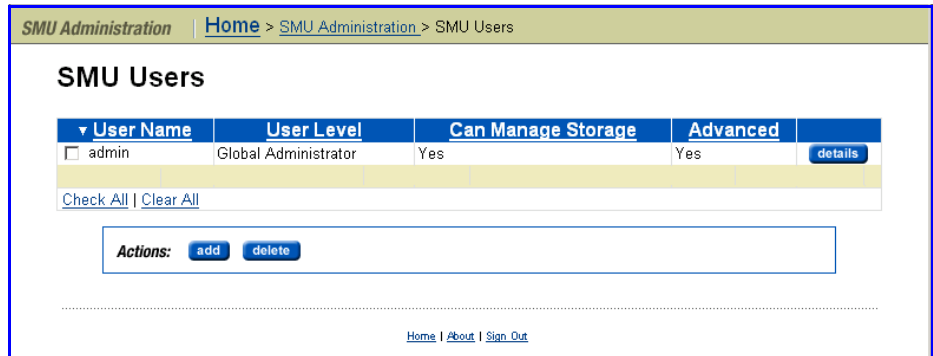 SMU Administration | Home > SMU Administration > SMU Users
SMU Users
▼ User Name User Level Can Manage Storage Advanced
admin Global Administrator Yes Yes details
Check All | Clear All
Actions: add delete
Home | About | Sign Out